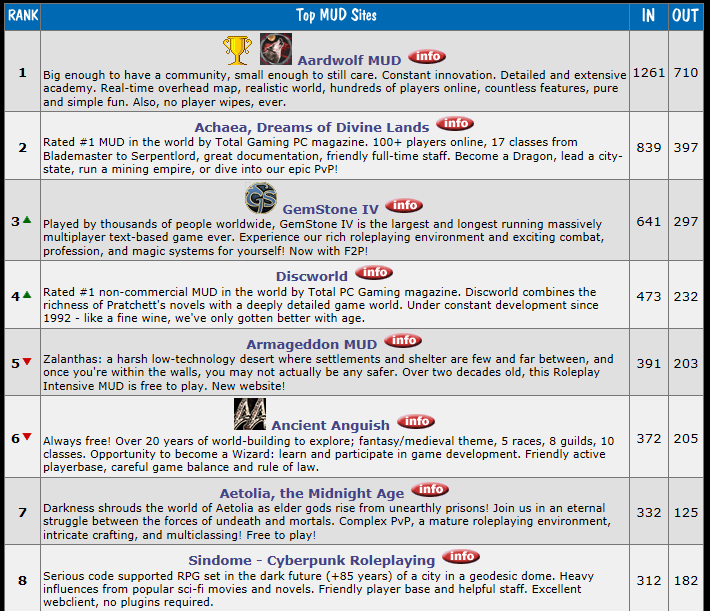 RANK Top MUD Sites IN OUT
Aardwolf MUD info
1 Big enough to have a community, small enough to still care. Constant innovation. Detailed and extensive 1261 710
academy. Real-time overhead map, realistic world, hundreds of players online, countless features, pure
and simple fun. Also, no player wipes, ever.
Achaea, Dreams of Divine Lands info
2 Rated #1 MUD in the world by Total Gaming PC magazine. 100+ players online, 17 classes from 839 397
Blademaster to Serpentlord, great documentation, friendly full-time staff. Become a Dragon, lead a city-
state, run a mining empire, or dive into our epic PvP!
GS GemStone IV info
3 Played by thousands of people worldwide, GemStone IV is the largest and longest running massively 641 297
multiplayer text-based game ever. Experience our rich roleplaying environment and exciting combat,
profession, and magic systems for yourself! Now with F2P!
Discworld info
4 Rated #1 non-commercial MUD in the world by Total PC Gaming magazine. Discworld combines the 473 232
richness of Pratchett's novels with a deeply detailed game world. Under constant development since
1992 - like a fine wine, we've only gotten better with age.
Armageddon MUD info
5 Zalanthas: a harsh low-technology desert where settlements and shelter are few and far between, and 391 203
once you're within the walls, you may not actually be any safer. Over two decades old, this Roleplay
Intensive MUD is free to play. New website!
Ancient Anguish info
6 Always free! Over 20 years of world-building to explore; fantasy/medieval theme, 5 races, 8 guilds, 10 372 205
classes. Opportunity to become a Wizard: learn and participate in game development. Friendly active
playerbase, careful game balance and rule of law.
Aetolia, the Midnight Age info
7 Darkness shrouds the world of Aetolia as elder gods rise from unearthly prisons! Join us in an eternal 332 125
struggle between the forces of undeath and mortals. Complex PvP, a mature roleplaying environment,
intricate crafting, and multiclassing! Free to play!
Sindome - Cyberpunk Roleplaying info
8 Serious code supported RPG set in the dark future (+85 years) of a city in a geodesic dome. Heavy 312 182
influences from popular sci-fi movies and novels. Friendly player base and helpful staff. Excellent
webclient, no plugins required.